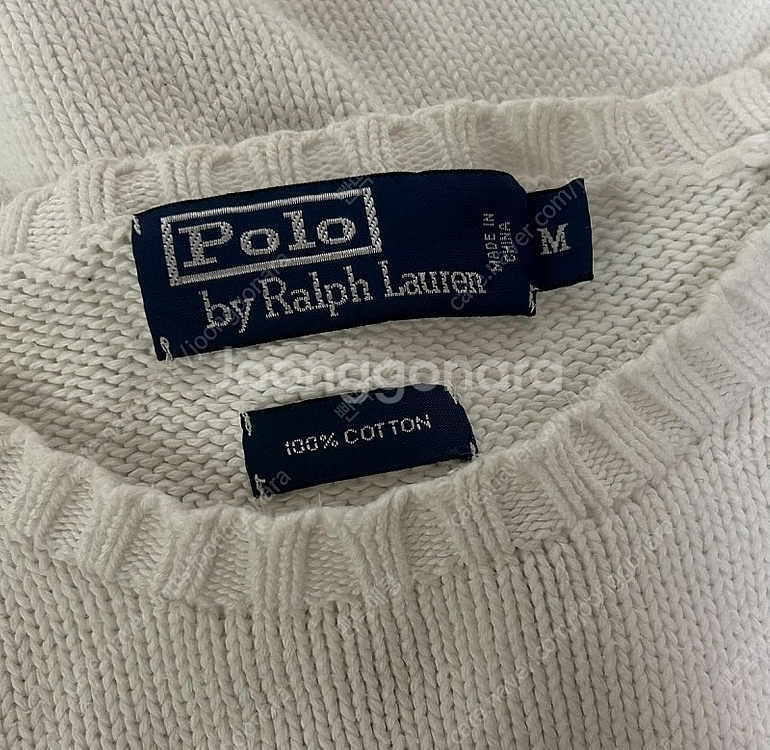 Polo
by Ralph Lauren
MADE IN
CHINA
M
Joonggonara
100% COTTON